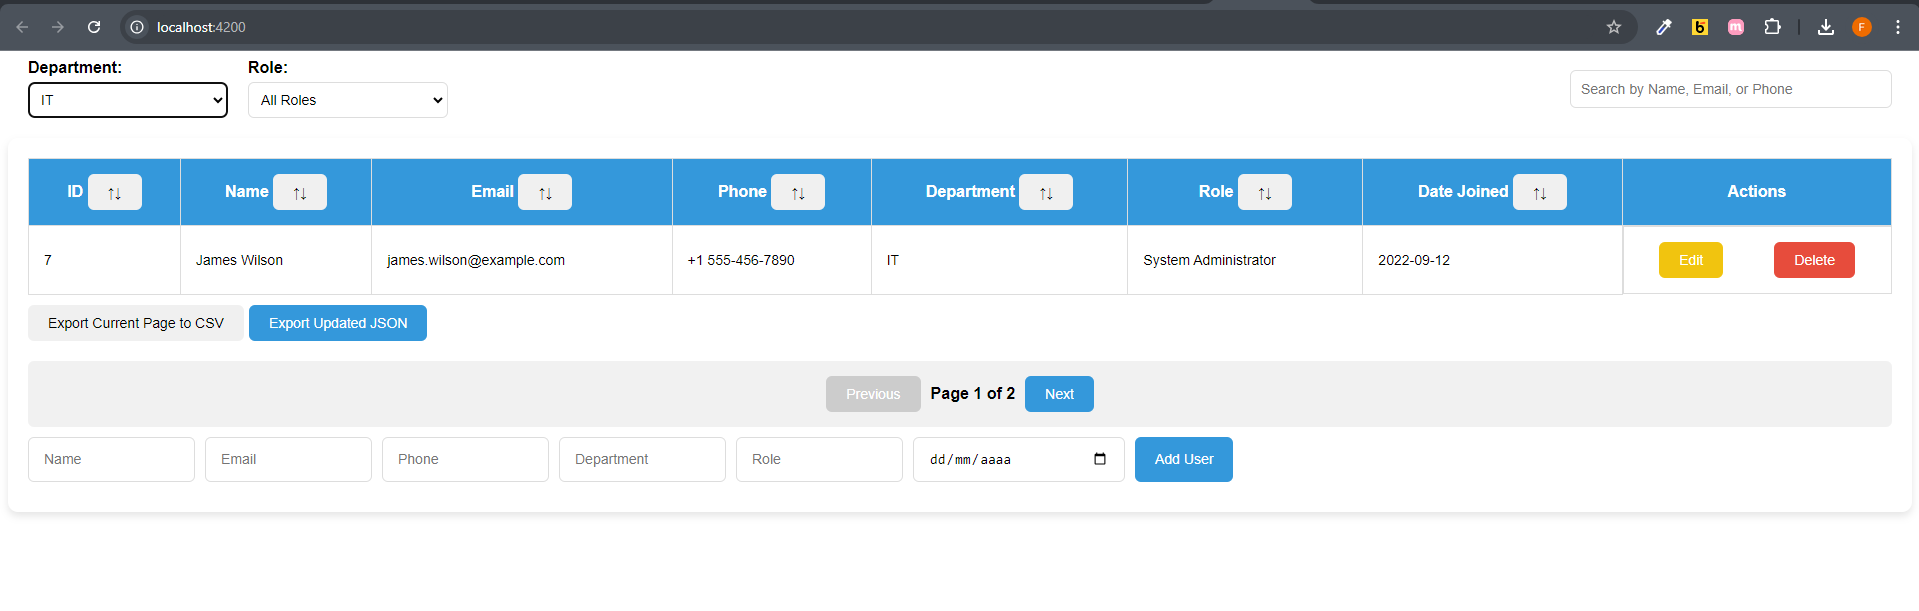 localhost:4200
F
Department: Role:
IT All Roles Search by Name, Email, or Phone
ID ↑↓ Name ↑↓ Email ↑↓ Phone ↑↓ Department ↑↓ Role ↑↓ Date Joined ↑↓ Actions
7 James Wilson james.wilson@example.com +1 555-456-7890 IT System Administrator 2022-09-12 Edit Delete
Export Current Page to CSV Export Updated JSON
Previous Page 1 of 2 Next
Name Email Phone Department Role dd/mm/aaaa Add User